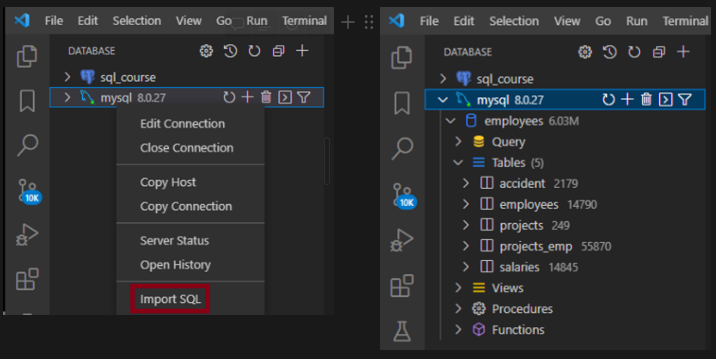 File Edit Selection View Go Run Terminal
DATABASE
sql_course
mysql 8.0.27
Edit Connection
Close Connection
Copy Host
Copy Connection
Server Status
Open History
Import SQL
10K
File Edit Selection View Go Run Terminal
DATABASE
sql_course
mysql 8.0.27
employees 6.03M
Query
Tables (5)
accident 2179
employees 14790
projects 249
projects_emp 55870
salaries 14845
Views
Procedures
Functions
10K